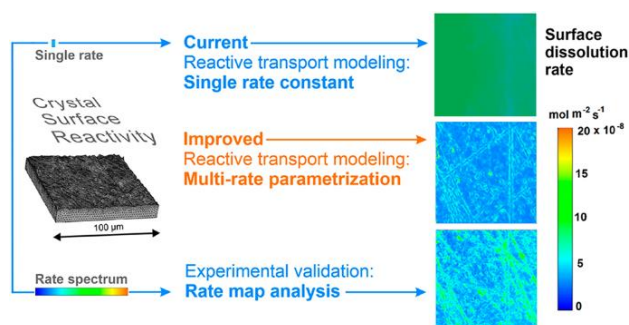 Single rate
Current
Reactive transport modeling:
Single rate constant
Surface
dissolution
rate
Crystal
Surface
Reactivity
100 µm
Improved
Reactive transport modeling:
Multi-rate parametrization
mol m⁻² s⁻¹
20 x 10⁻⁸
15
10
5
0
Rate spectrum
Experimental validation:
Rate map analysis